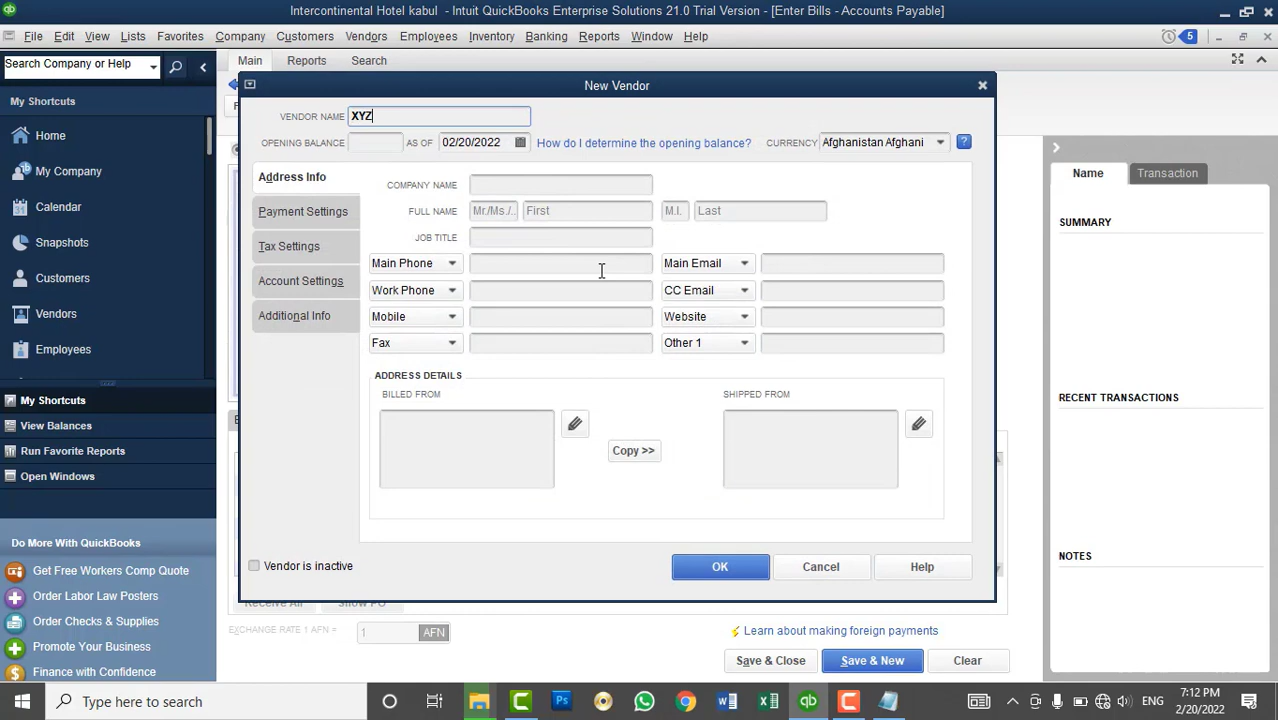 Intercontinental Hotel kabul - Intuit QuickBooks Enterprise Solutions 21.0 Trial Version - [Enter Bills - Accounts Payable]
File Edit View Lists Favorites Company Customers Vendors Employees Inventory Banking Reports Window Help 5
Search Company or Help
Main Reports Search
My Shortcuts
Home
My Company
Calendar
Snapshots
Customers
Vendors
Employees
My Shortcuts
View Balances
Run Favorite Reports
Open Windows
Do More With QuickBooks
Get Free Workers Comp Quote
Order Labor Law Posters
Order Checks & Supplies
Promote Your Business
Finance with Confidence
New Vendor
VENDOR NAME XYZ
OPENING BALANCE AS OF 02/20/2022 How do I determine the opening balance? CURRENCY Afghanistan Afghani ?
Address Info
Payment Settings
Tax Settings
Account Settings
Additional Info
COMPANY NAME
FULL NAME Mr./Ms./.. First M.I. Last
JOB TITLE
Main Phone Main Email
Work Phone CC Email
Mobile Website
Fax Other 1
ADDRESS DETAILS
BILLED FROM SHIPPED FROM
Copy >>
Vendor is inactive OK Cancel Help
Receive All Show PO
EXCHANGE RATE 1 AFN = 1 AFN
Learn about making foreign payments
Save & Close Save & New Clear
Name Transaction
SUMMARY
RECENT TRANSACTIONS
NOTES
Type here to search
ENG
7:12 PM
2/20/2022